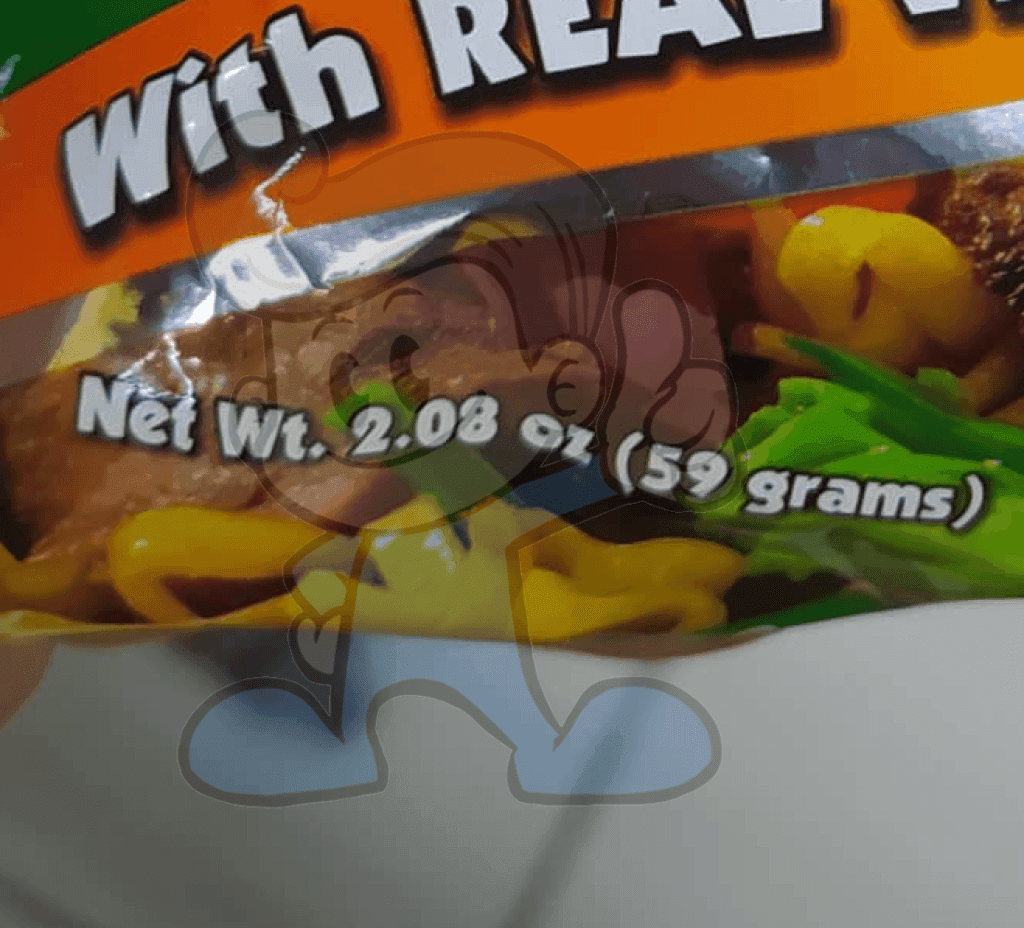 With REAL
Net Wt. 2.08 oz (59 grams)